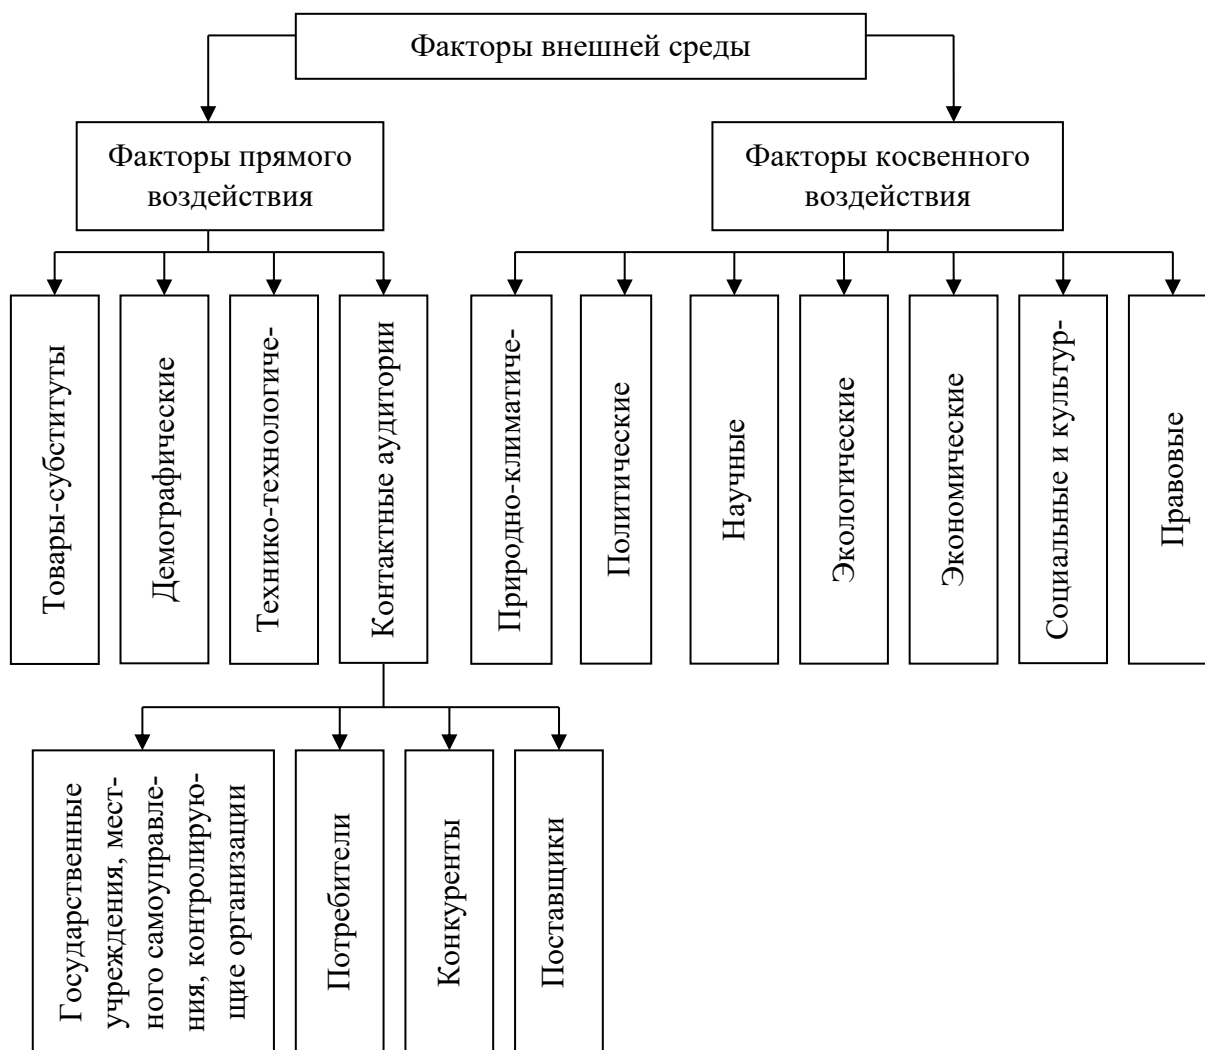 Факторы внешней среды
Факторы прямого
воздействия
Факторы косвенного
воздействия
Товары-субституты
Демографические
Технико-технологиче-
Контактные аудитории
Природно-климатиче-
Политические
Научные
Экологические
Экономические
Социальные и культур-
Правовые
Государственные
учреждения, мест-
ного самоуправле-
ния, контролирую-
щие организации
Потребители
Конкуренты
Поставщики